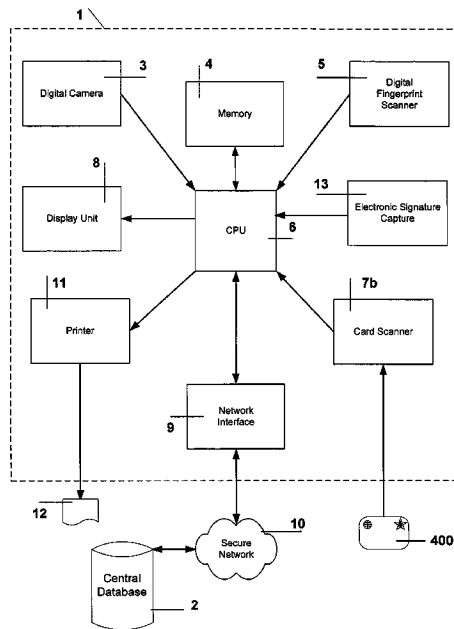 1
3
4
5
Digital Camera
Memory
Digital
Fingerprint
Scanner
8
13
Display Unit
CPU
6
Electronic Signature
Capture
11
7b
Printer
Card Scanner
Network
Interface
9
12
10
Secure
Network
400
Central
Database
2